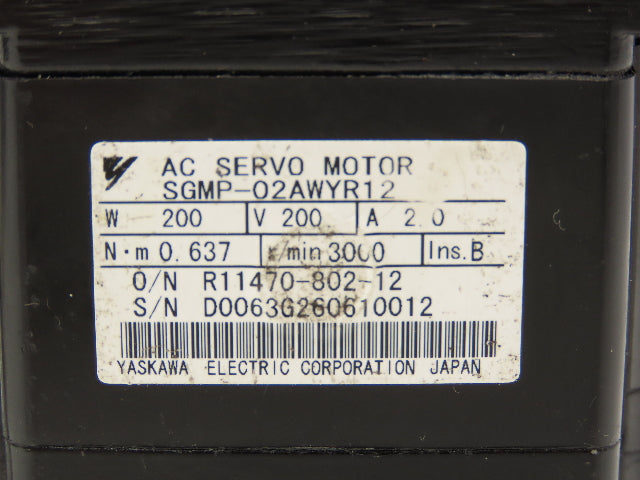 AC SERVO MOTOR
SGMP-02AWYR12
W 200 V 200 A 2.0
N·m 0.637 r/min 3000 Ins.B
O/N R11470-802-12
S/N D0063G260610012
YASKAWA ELECTRIC CORPORATION JAPAN